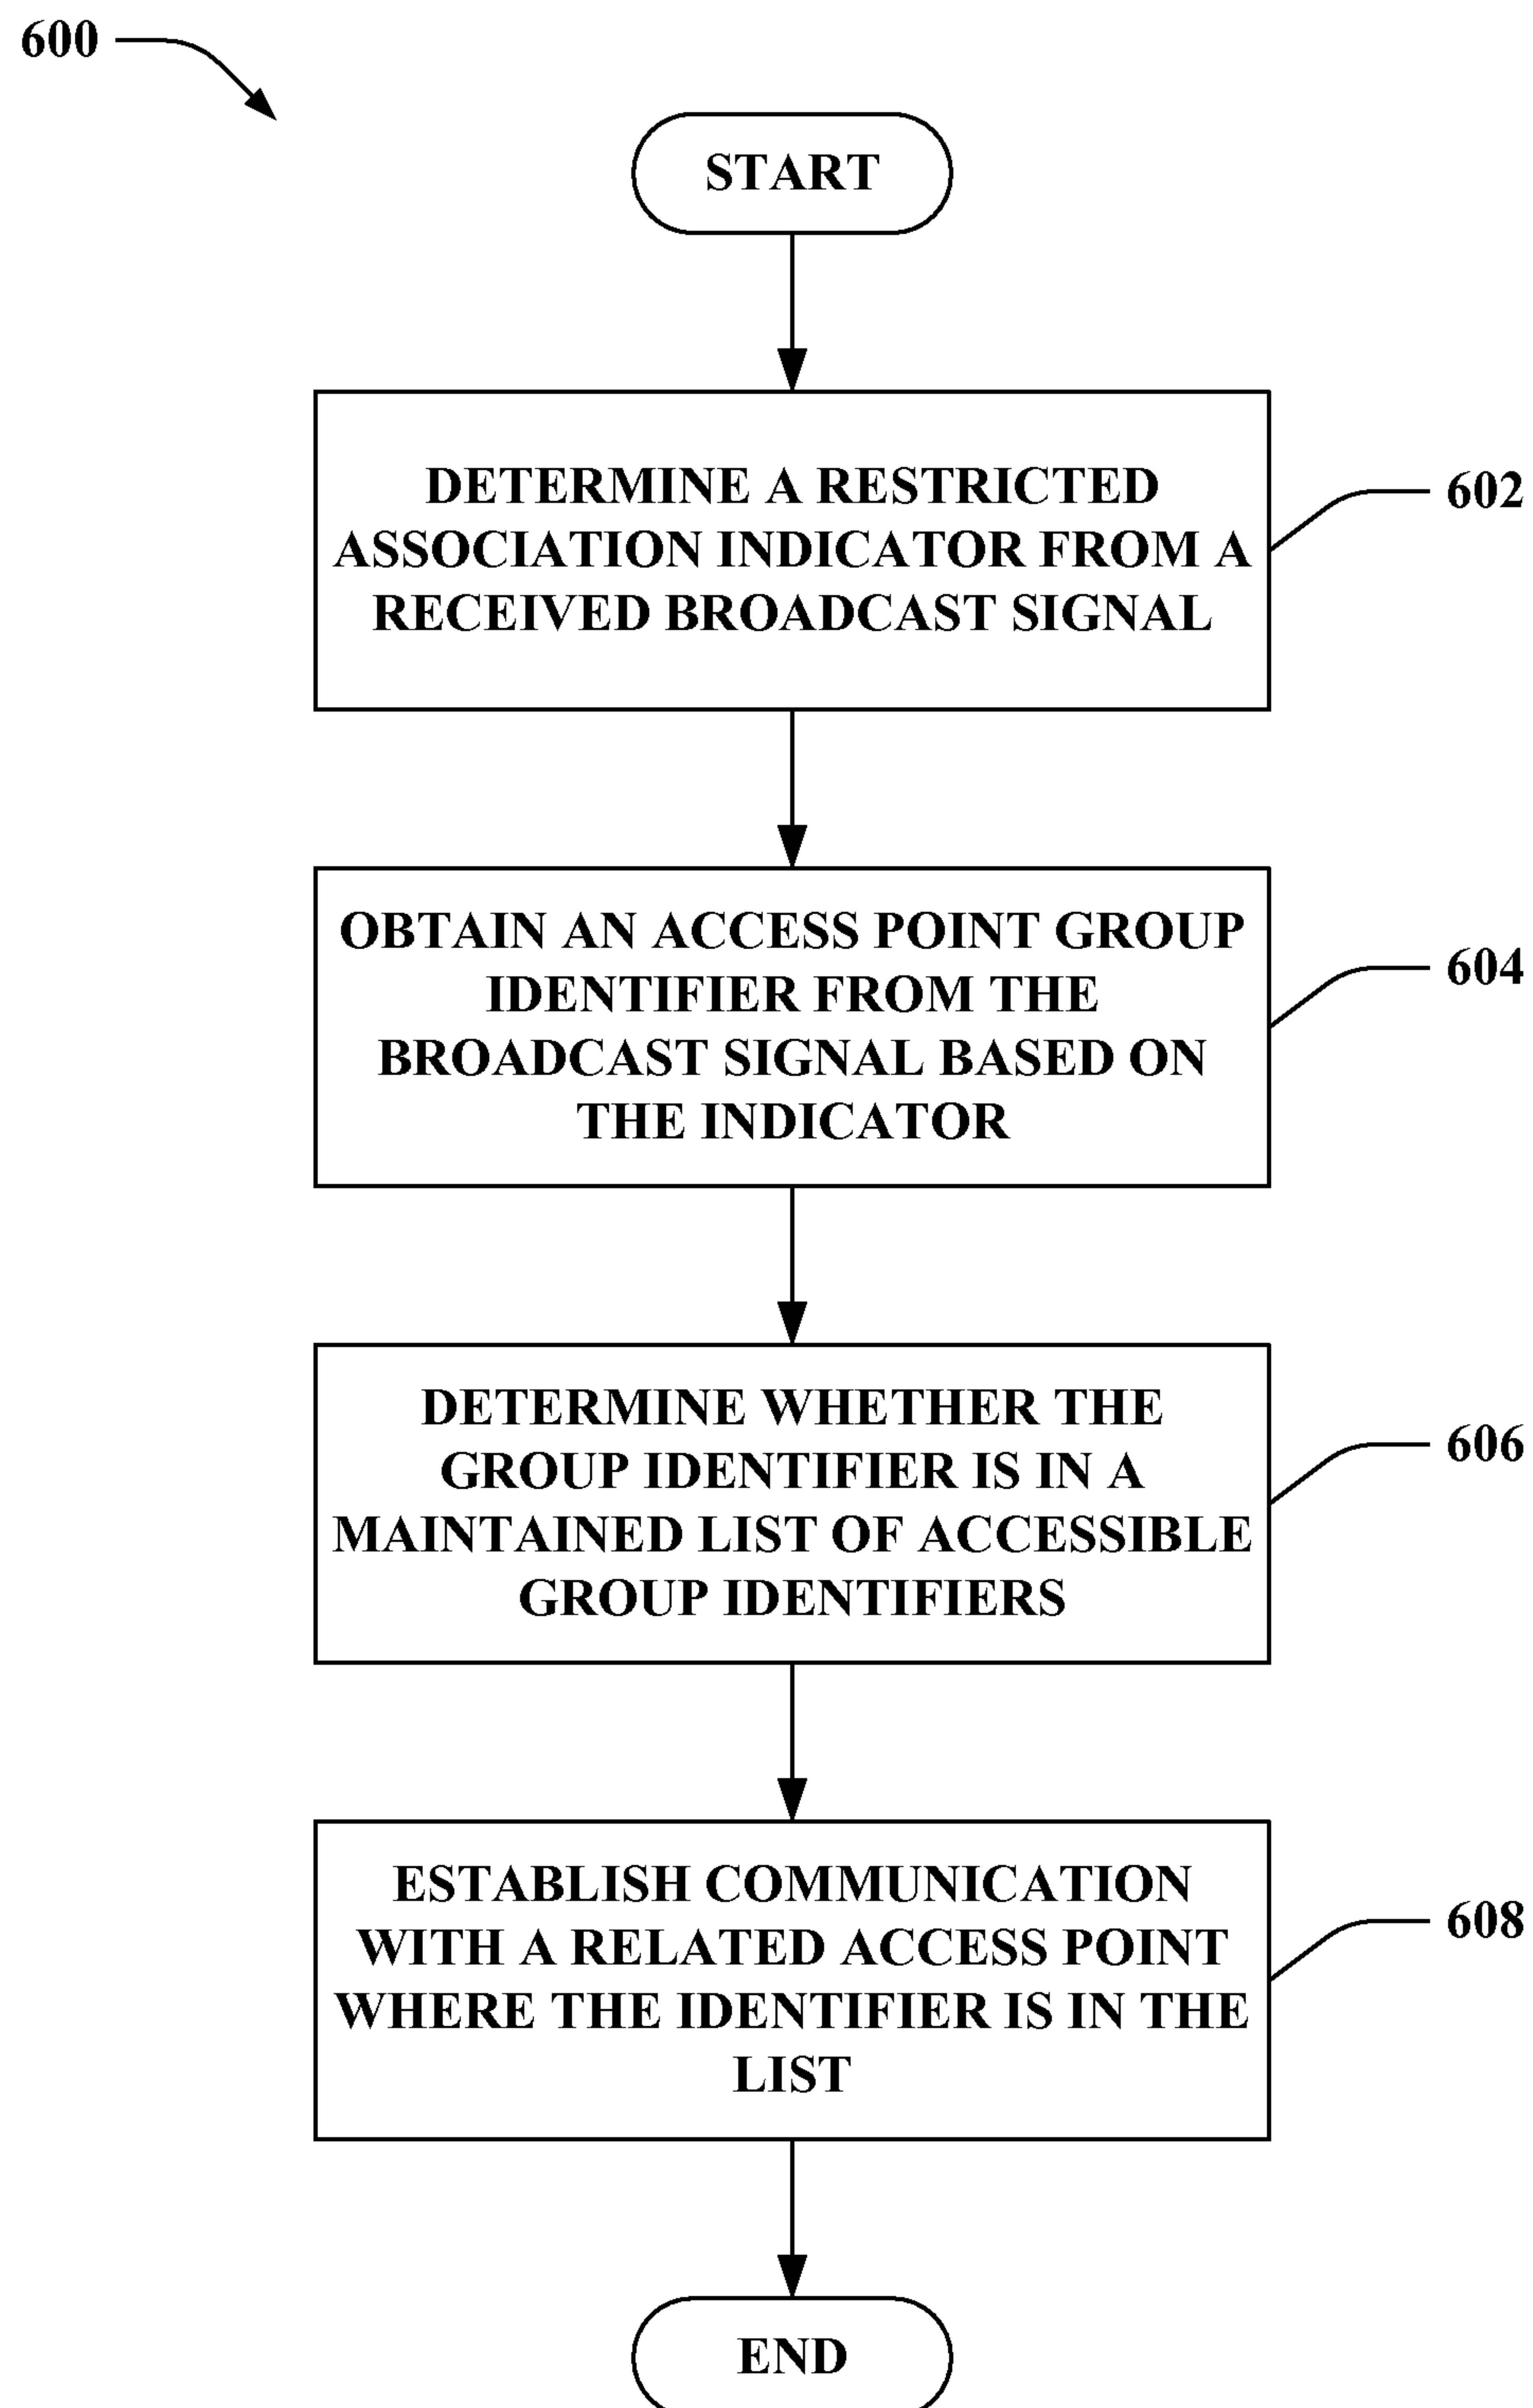 600
START
DETERMINE A RESTRICTED
ASSOCIATION INDICATOR FROM A
RECEIVED BROADCAST SIGNAL
602
OBTAIN AN ACCESS POINT GROUP
IDENTIFIER FROM THE
BROADCAST SIGNAL BASED ON
THE INDICATOR
604
DETERMINE WHETHER THE
GROUP IDENTIFIER IS IN A
MAINTAINED LIST OF ACCESSIBLE
GROUP IDENTIFIERS
606
ESTABLISH COMMUNICATION
WITH A RELATED ACCESS POINT
WHERE THE IDENTIFIER IS IN THE
LIST
608
END